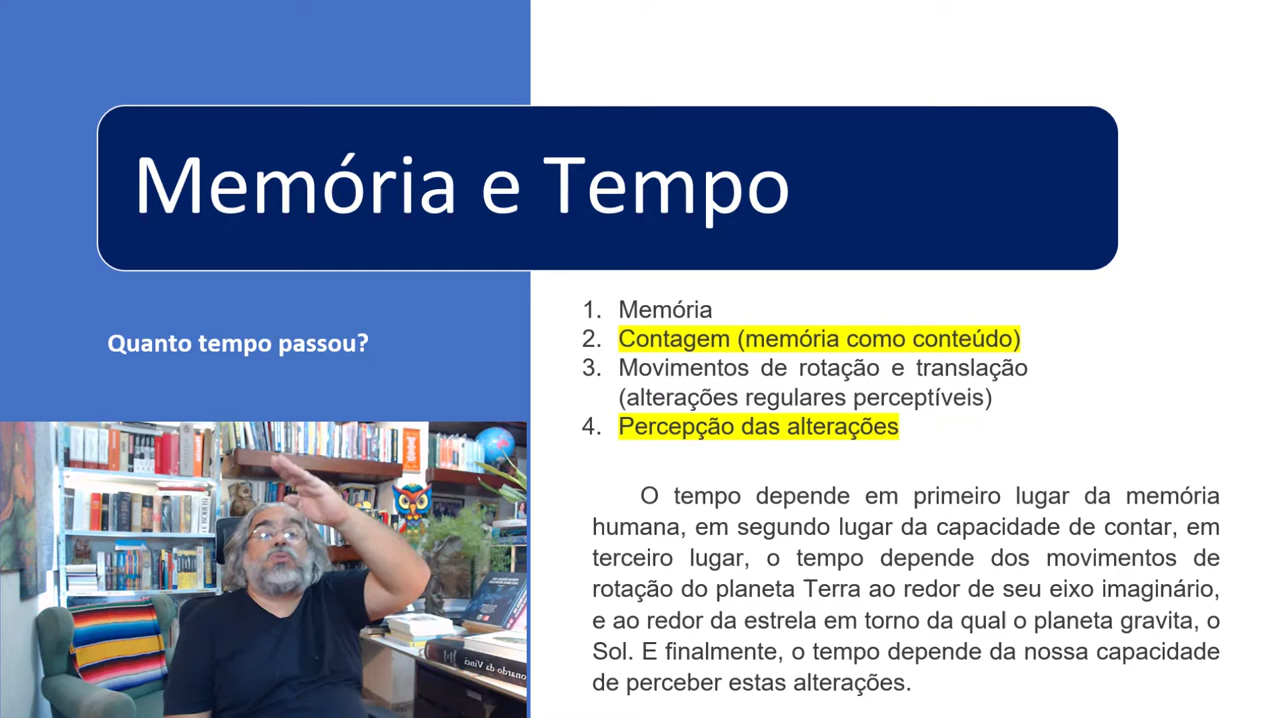 Memória e Tempo
Quanto tempo passou?
1. Memória
2. Contagem (memória como conteúdo)
3. Movimentos de rotação e translação
(alterações regulares perceptíveis)
4. Percepção das alterações
O tempo depende em primeiro lugar da memória
humana, em segundo lugar da capacidade de contar, em
terceiro lugar, o tempo depende dos movimentos de
rotação do planeta Terra ao redor de seu eixo imaginário,
e ao redor da estrela em torno da qual o planeta gravita, o
Sol. E finalmente, o tempo depende da nossa capacidade
de perceber estas alterações.
onardo da Vinci